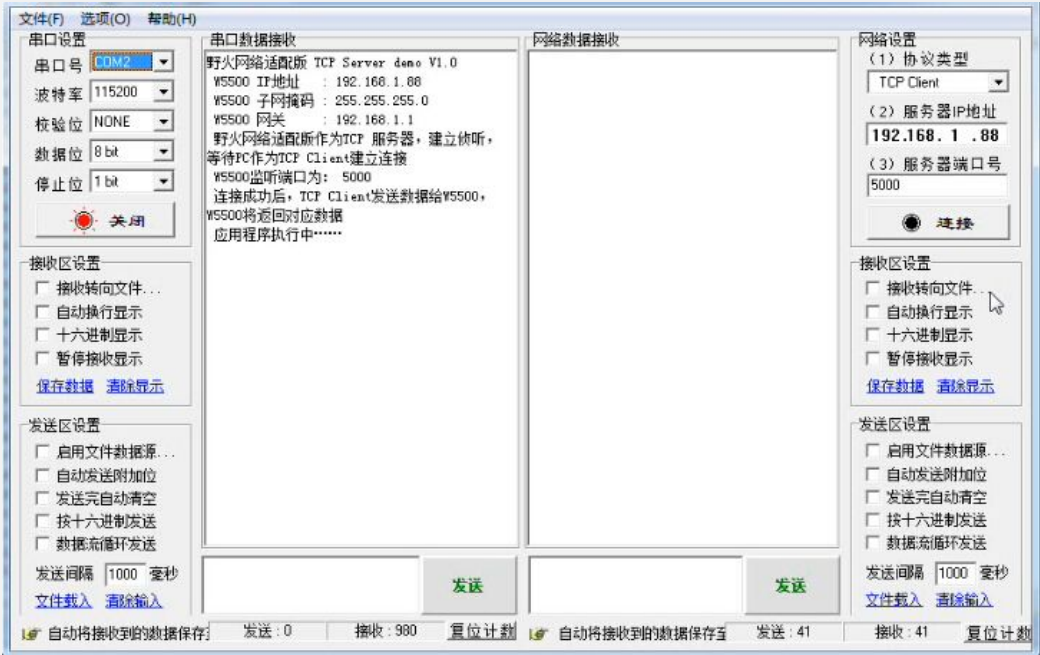 文件(F) 选项(O) 帮助(H)
串口设置
串口号 COM2
波特率 115200
校验位 NONE
数据位 8 bit
停止位 1 bit
关闭
接收区设置
接收转向文件...
自动换行显示
十六进制显示
暂停接收显示
保存数据 清除显示
发送区设置
启用文件数据源...
自动发送附加位
发送完自动清空
按十六进制发送
数据流循环发送
发送间隔 1000 毫秒
文件载入 清除输入
串口数据接收
野火网络适配版 TCP Server demo V1.0
W5500 IP地址 : 192.168.1.88
W5500 子网掩码 : 255.255.255.0
W5500 网关 : 192.168.1.1
野火网络适配版作为TCP 服务器，建立侦听，
等待PC作为TCP Client建立连接
W5500监听端口为: 5000
连接成功后，TCP Client发送数据给W5500，
W5500将返回对应数据
应用程序执行中……
发送
网络数据接收
发送
网络设置
(1) 协议类型
TCP Client
(2) 服务器IP地址
192.168. 1 .88
(3) 服务器端口号
5000
连接
接收区设置
接收转向文件...
自动换行显示
十六进制显示
暂停接收显示
保存数据 清除显示
发送区设置
启用文件数据源...
自动发送附加位
发送完自动清空
按十六进制发送
数据流循环发送
发送间隔 1000 毫秒
文件载入 清除输入
自动将接收到的数据保存 发送:0 接收:980 复位计数
自动将接收到的数据保存至 发送:41 接收:41 复位计数